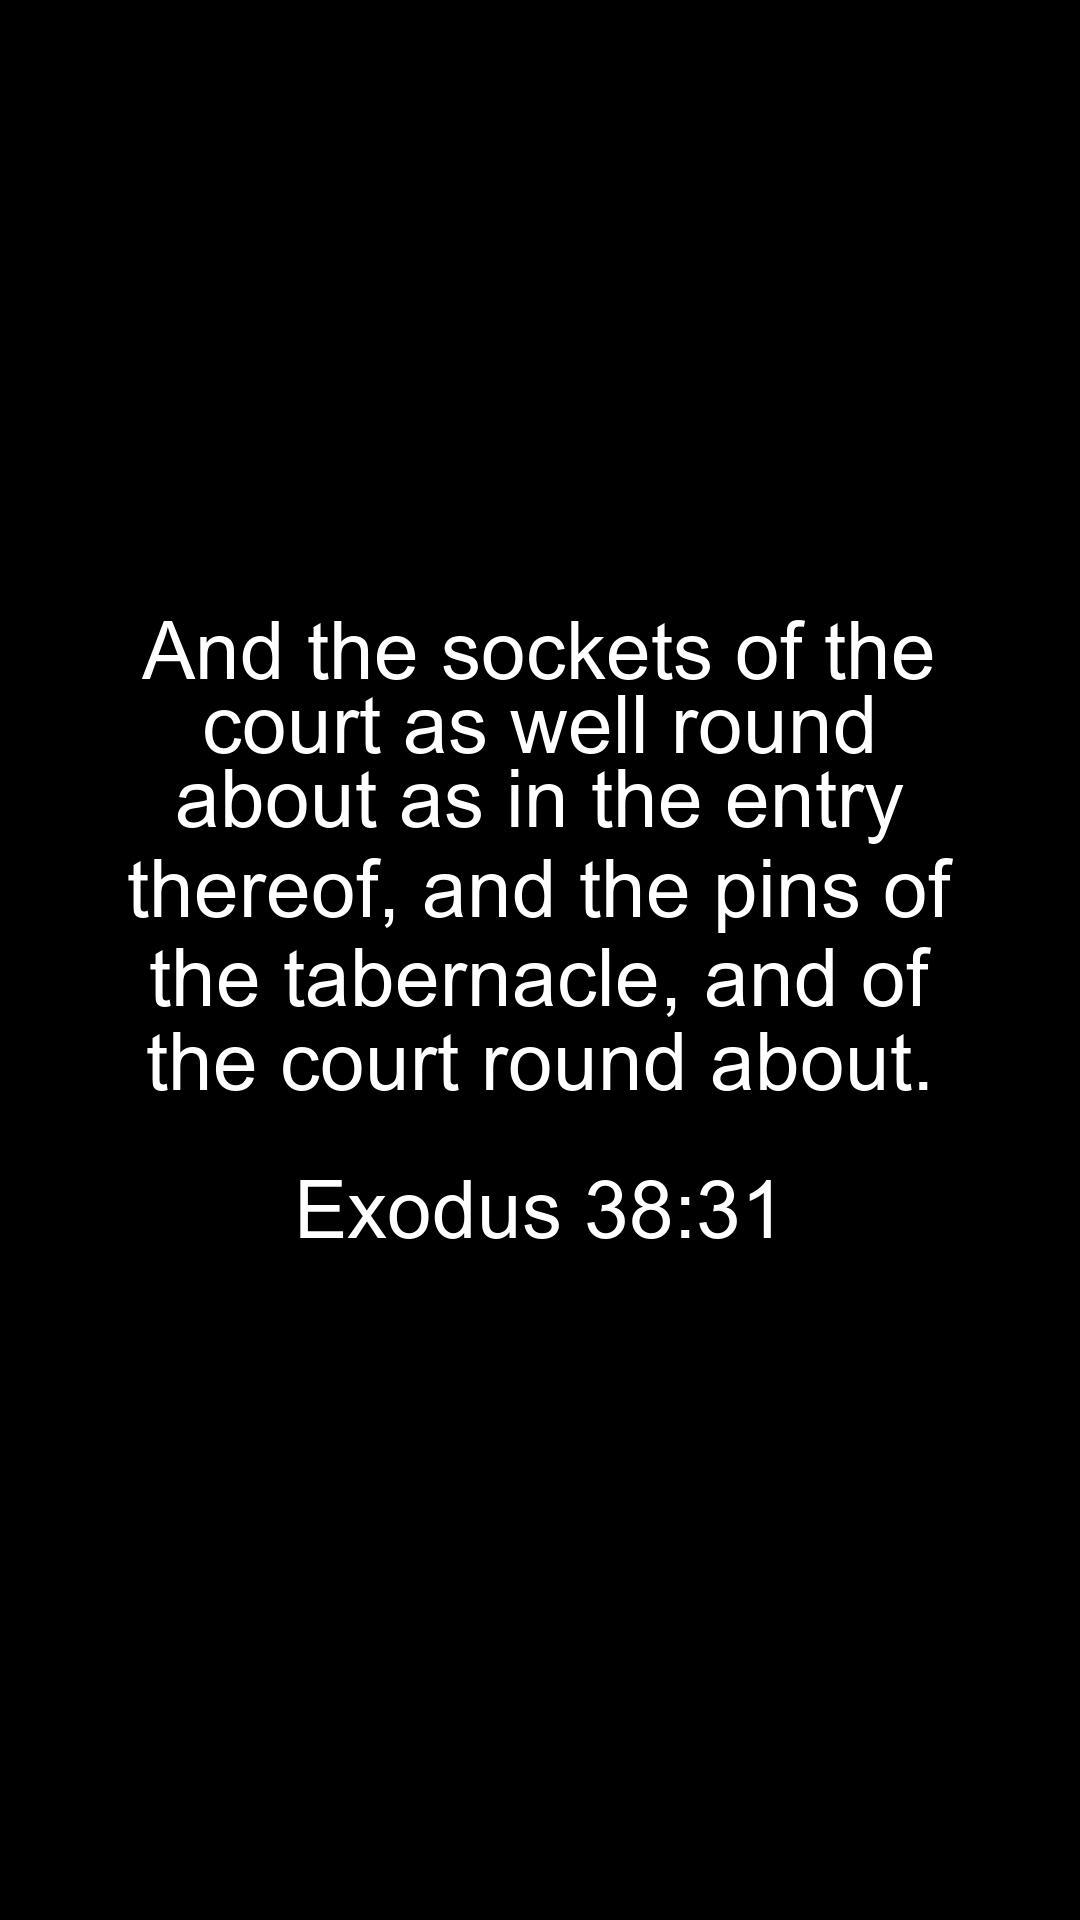 And the sockets of the
court as well round
about as in the entry
thereof, and the pins of
the tabernacle, and of
the court round about.
Exodus 38:31